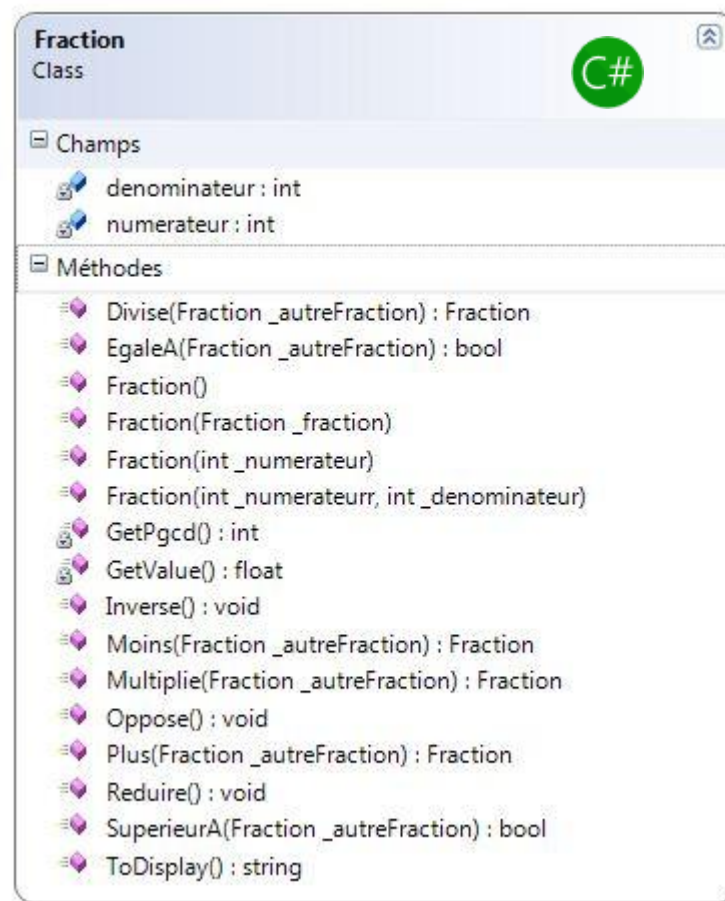 Fraction
Class
C#
Champs
denominateur : int
numerateur : int
Méthodes
Divise(Fraction _autreFraction) : Fraction
EgaleA(Fraction _autreFraction) : bool
Fraction()
Fraction(Fraction _fraction)
Fraction(int _numerateur)
Fraction(int _numerateurr, int _denominateur)
GetPgcd() : int
GetValue() : float
Inverse() : void
Moins(Fraction _autreFraction) : Fraction
Multiplie(Fraction _autreFraction) : Fraction
Oppose() : void
Plus(Fraction _autreFraction) : Fraction
Reduire() : void
SuperieurA(Fraction _autreFraction) : bool
ToDisplay() : string